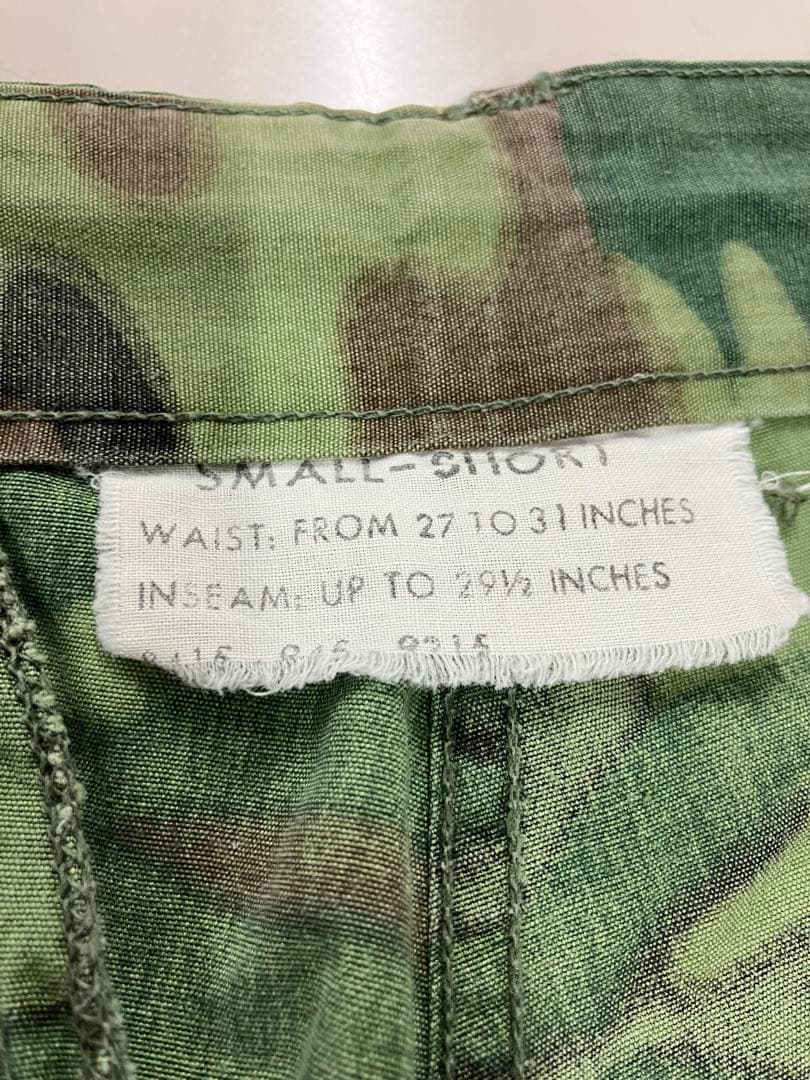 SMALL-SHORT
WAIST: FROM 27 TO 31 INCHES
INSEAM: UP TO 29½ INCHES